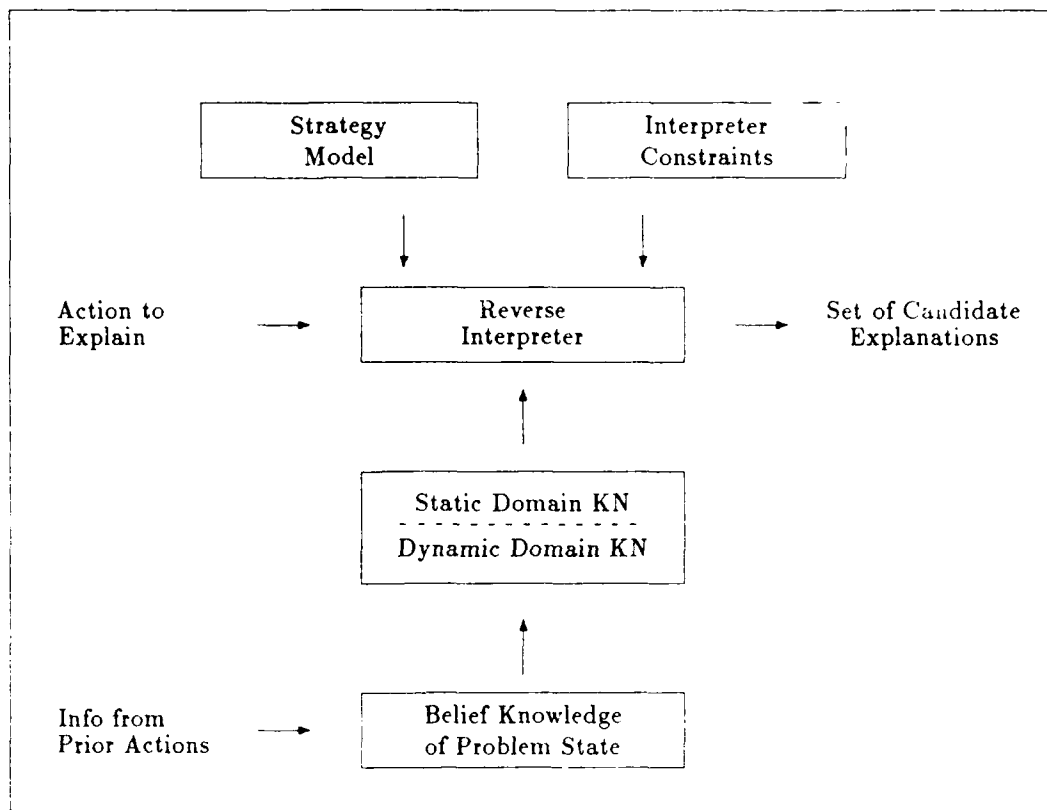 Strategy
Model
Interpreter
Constraints
Action to
Explain
Reverse
Interpreter
Set of Candidate
Explanations
Static Domain KN
Dynamic Domain KN
Info from
Prior Actions
Belief Knowledge
of Problem State